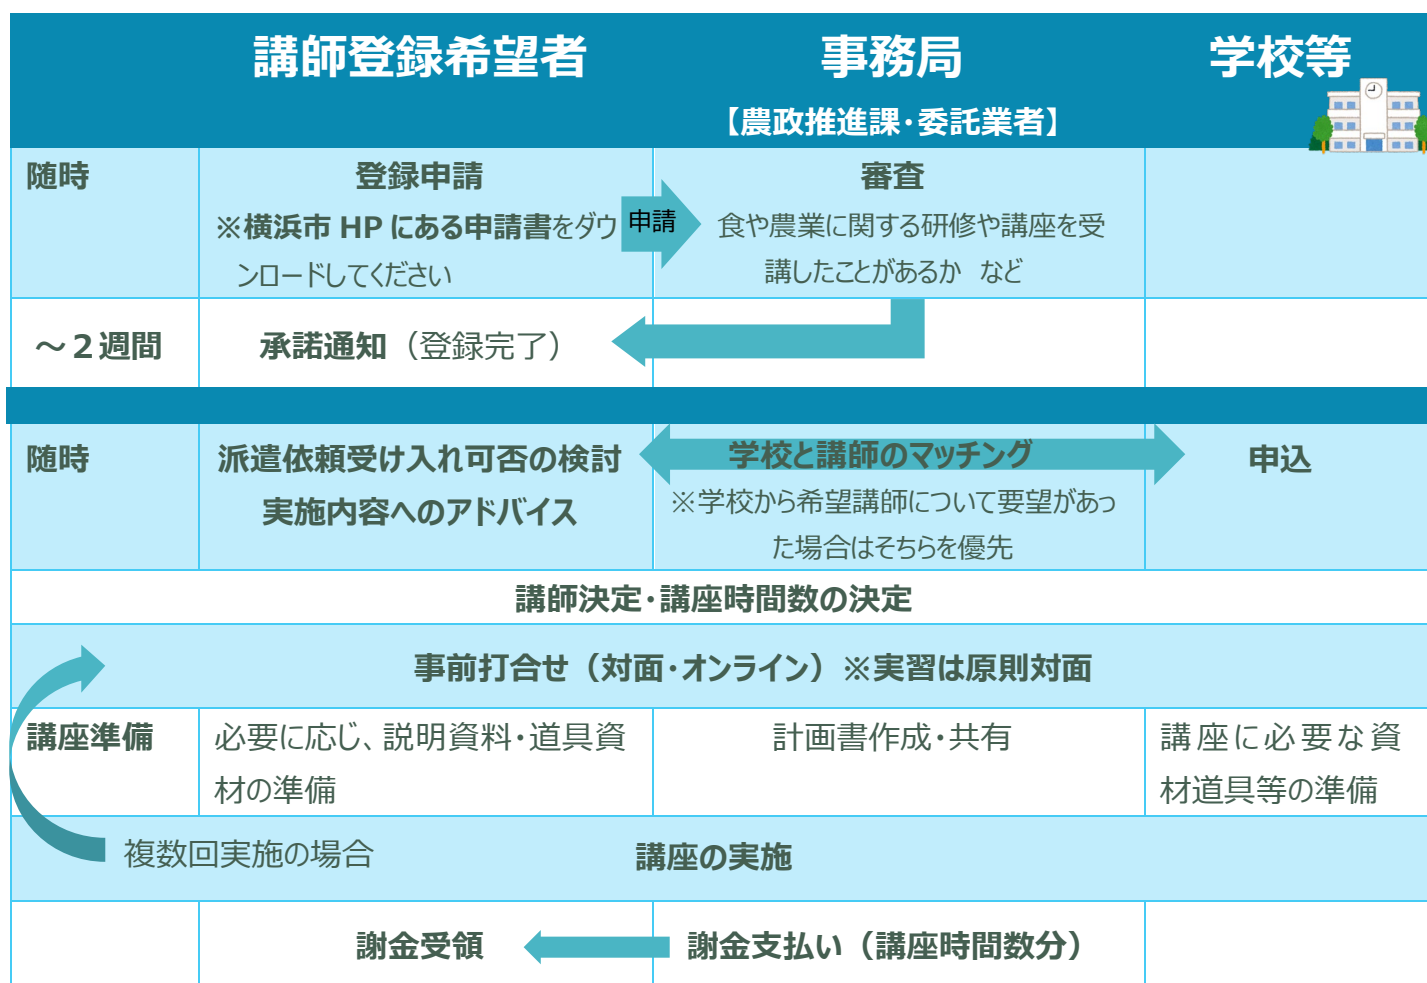 講師登録希望者
事務局
学校等
【農政推進課・委託業者】
随時
登録申請
※横浜市 HP にある申請書をダウ
ンロードしてください
申請
審査
食や農業に関する研修や講座を受
講したことがあるか　など
～２週間
承諾通知（登録完了）
随時
派遣依頼受け入れ可否の検討
実施内容へのアドバイス
学校と講師のマッチング
※学校から希望講師について要望があっ
た場合はそちらを優先
申込
講師決定・講座時間数の決定
事前打合せ（対面・オンライン）※実習は原則対面
講座準備
必要に応じ、説明資料・道具資
材の準備
計画書作成・共有
講座に必要な資
材道具等の準備
複数回実施の場合
講座の実施
謝金受領
謝金支払い（講座時間数分）